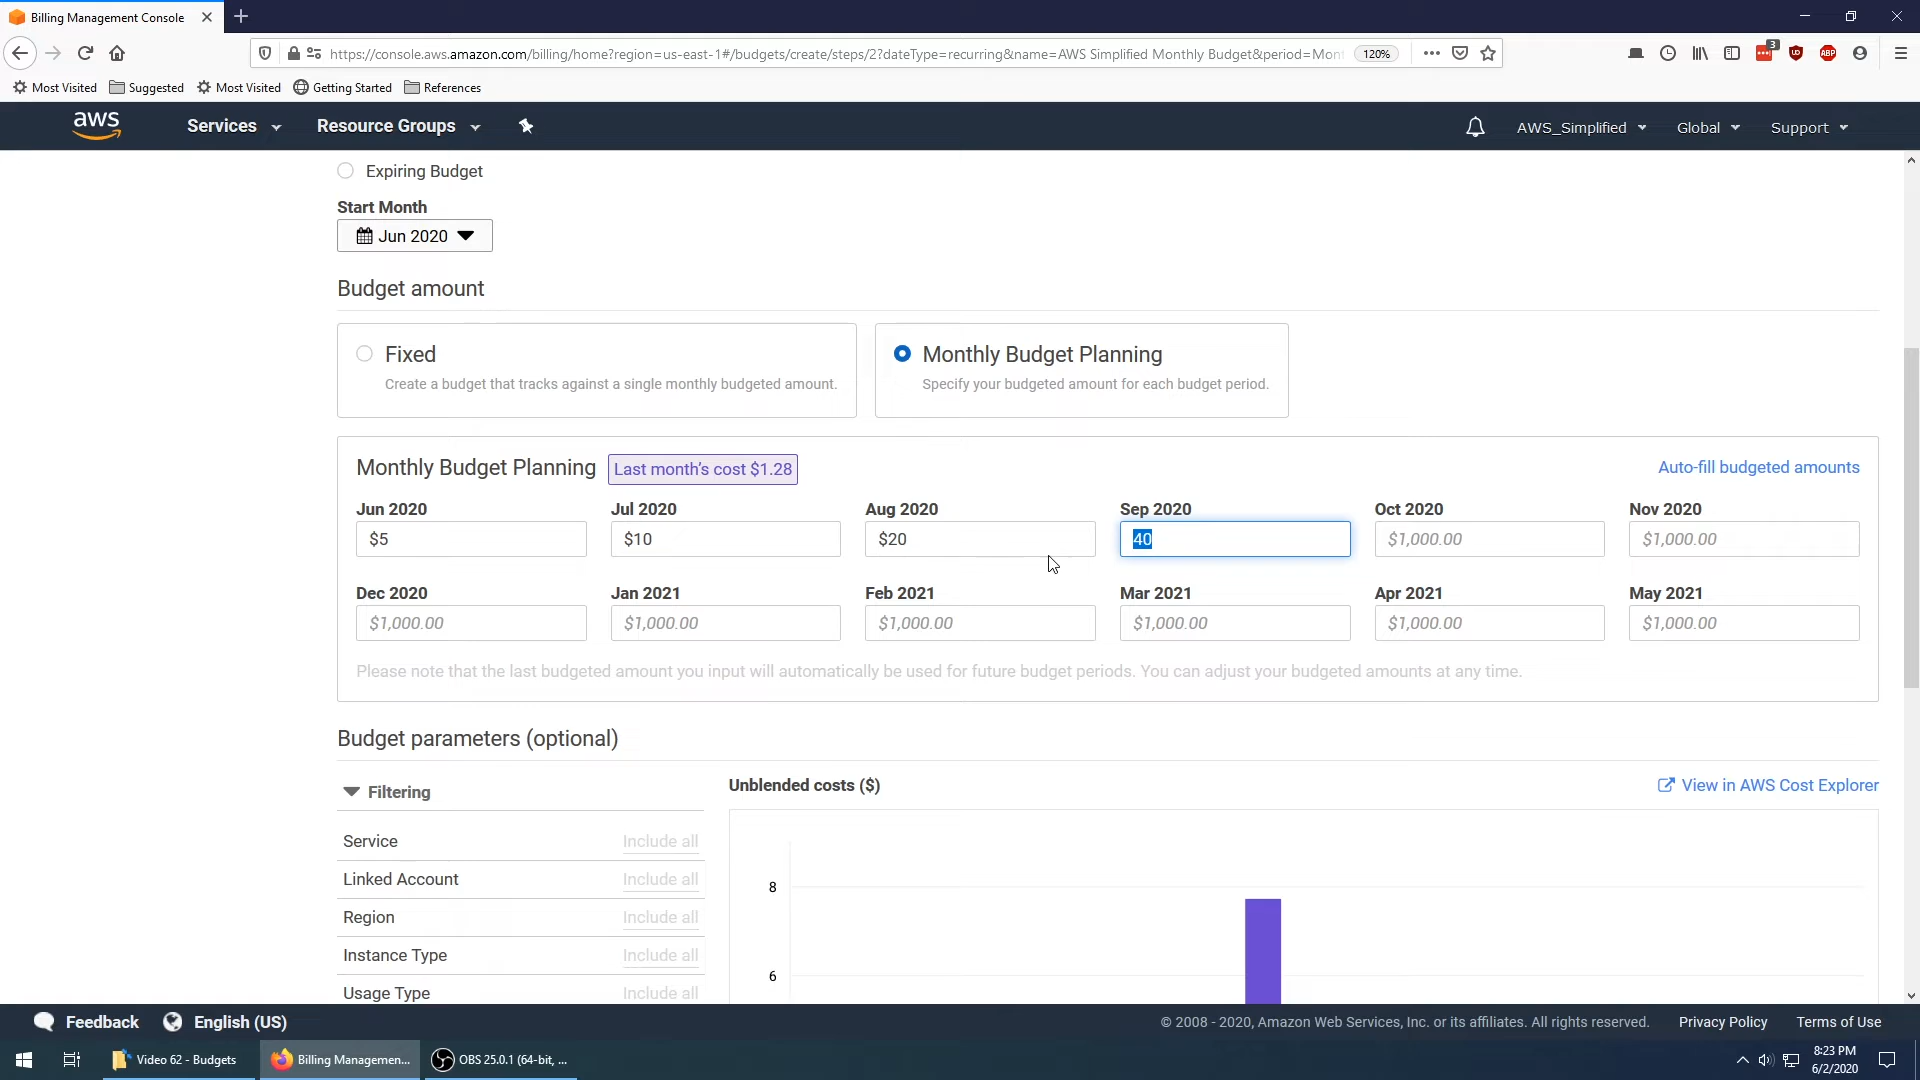 Billing Management Console
https://console.aws.amazon.com/billing/home?region=us-east-1#/budgets/create/steps/2?dateType=recurring&name=AWS Simplified Monthly Budget&period=Mon
120%
3
ABP
Most Visited
Suggested
Most Visited
Getting Started
References
aws
Services
Resource Groups
AWS_Simplified
Global
Support
Expiring Budget
Start Month
Jun 2020
Budget amount
Fixed
Create a budget that tracks against a single monthly budgeted amount.
Monthly Budget Planning
Specify your budgeted amount for each budget period.
Monthly Budget Planning
Last month's cost $1.28
Auto-fill budgeted amounts
Jun 2020
Jul 2020
Aug 2020
Sep 2020
Oct 2020
Nov 2020
$5
$10
$20
40
$1,000.00
$1,000.00
Dec 2020
Jan 2021
Feb 2021
Mar 2021
Apr 2021
May 2021
$1,000.00
$1,000.00
$1,000.00
$1,000.00
$1,000.00
$1,000.00
Please note that the last budgeted amount you input will automatically be used for future budget periods. You can adjust your budgeted amounts at any time.
Budget parameters (optional)
Filtering
Unblended costs ($)
View in AWS Cost Explorer
Service
Include all
Linked Account
Include all
Region
Include all
Instance Type
Include all
Usage Type
Include all
8
6
Feedback
English (US)
© 2008 - 2020, Amazon Web Services, Inc. or its affiliates. All rights reserved.
Privacy Policy
Terms of Use
Video 62 - Budgets
Billing Managemen...
OBS 25.0.1 (64-bit, ...
8:23 PM
6/2/2020